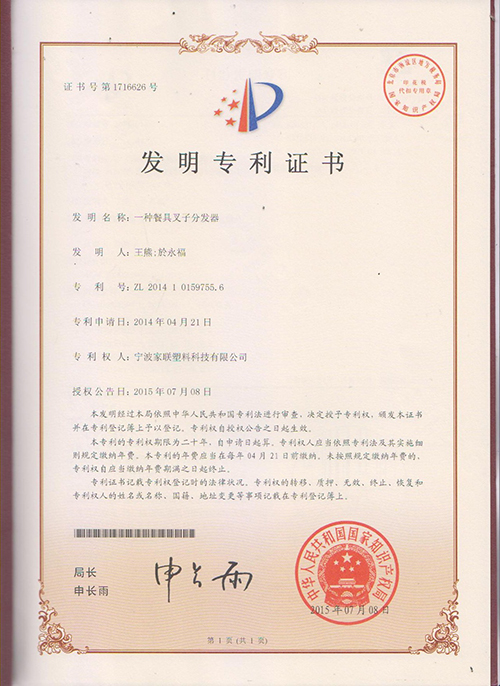 证书号第1716626号
印花税
代扣专用章
发明专利证书
发明名称：一种餐具叉子分发器
发明人：王熊;於永福
专利号：ZL 2014 1 0159755.6
专利申请日：2014年04月21日
专利权人：宁波家联塑料科技有限公司
授权公告日：2015年07月08日
本发明经过本局依照中华人民共和国专利法进行审查，决定授予专利权，颁发本证书
并在专利登记簿上予以登记。专利权自授权公告之日起生效。
本专利的专利权期限为二十年，自申请日起算。专利权人应当依照专利法及其实施细
则规定缴纳年费。本专利的年费应当在每年04月21日前缴纳。未按照规定缴纳年费的，
专利权自应当缴纳年费期满之日起终止。
专利证书记载专利权登记时的法律状况。专利权的转移、质押、无效、终止、恢复和
专利权人的姓名或名称、国籍、地址变更等事项记载在专利登记簿上。
局长
申长雨
申长雨
中华人民共和国国家知识产权局
2015年07月08日
第1页(共1页)